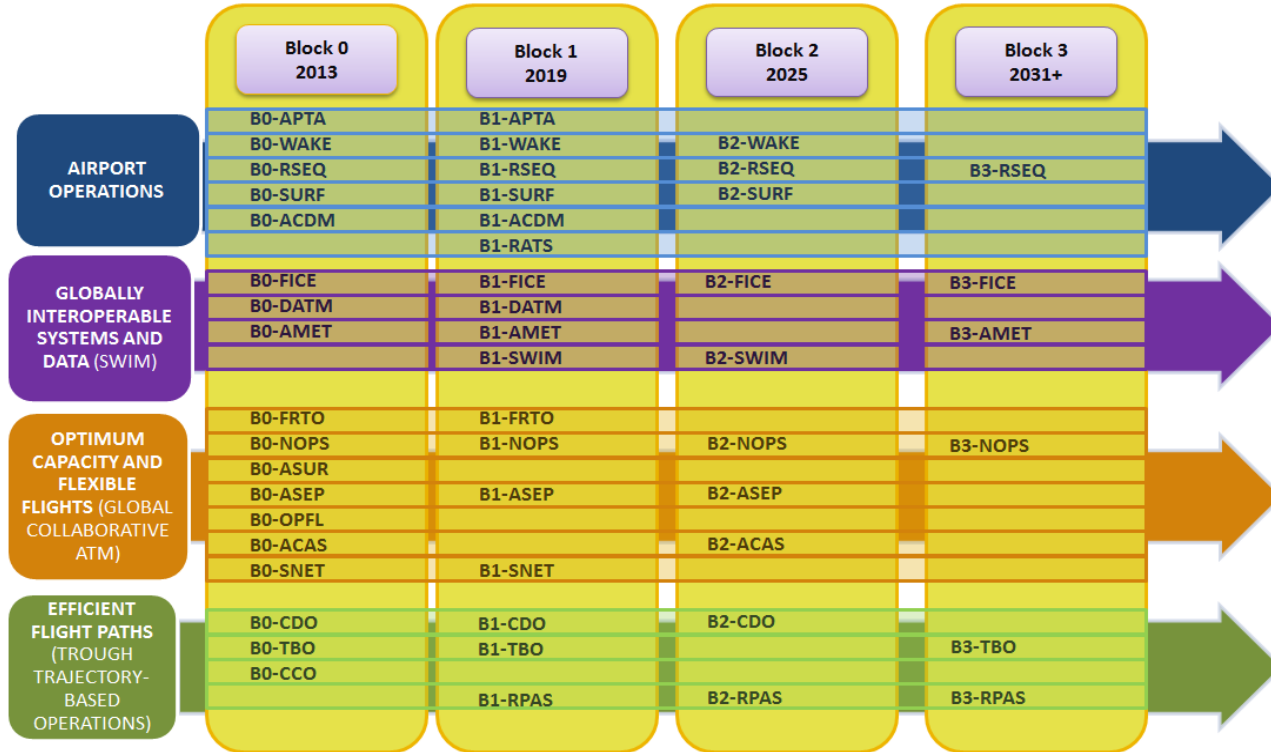 Block 0
2013
Block 1
2019
Block 2
2025
Block 3
2031+
AIRPORT
OPERATIONS
B0-APTA B1-APTA
B0-WAKE B1-WAKE B2-WAKE
B0-RSEQ B1-RSEQ B2-RSEQ B3-RSEQ
B0-SURF B1-SURF B2-SURF
B0-ACDM B1-ACDM
B1-RATS
GLOBALLY
INTEROPERABLE
SYSTEMS AND
DATA (SWIM)
B0-FICE B1-FICE B2-FICE B3-FICE
B0-DATM B1-DATM
B0-AMET B1-AMET B3-AMET
B1-SWIM B2-SWIM
OPTIMUM
CAPACITY AND
FLEXIBLE
FLIGHTS (GLOBAL
COLLABORATIVE
ATM)
B0-FRTO B1-FRTO
B0-NOPS B1-NOPS B2-NOPS B3-NOPS
B0-ASUR
B0-ASEP B1-ASEP B2-ASEP
B0-OPFL
B0-ACAS B2-ACAS
B0-SNET B1-SNET
EFFICIENT
FLIGHT PATHS
(TROUGH
TRAJECTORY-
BASED
OPERATIONS)
B0-CDO B1-CDO B2-CDO
B0-TBO B1-TBO B3-TBO
B0-CCO
B1-RPAS B2-RPAS B3-RPAS